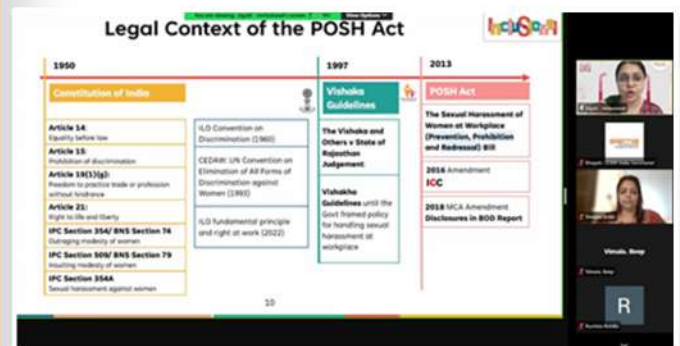 Legal Context of the POSH Act
View Options
1950
1997
2013
Constitution of India
Article 14:
Equality before law
Article 15:
Prohibition of discrimination
Article 19(1)(g):
Freedom to practice trade or profession
without hindrance
Article 21:
Right to life and liberty
IPC Section 354/ BNS Section 74
Outraging modesty of women
IPC Section 509/ BNS Section 79
Insulting modesty of women
IPC Section 354A
Sexual harassment against women
ILO Convention on
Discrimination (1960)
CEDAW: UN Convention on
Elimination of All Forms of
Discrimination against
Women (1993)
ILO fundamental principle
and right at work (2022)
Vishaka
Guidelines
The Vishaka and
Others v State of
Rajasthan
Judgement:
Vishakha
Guidelines until the
Govt framed policy
for handling sexual
harassment at
workplace
POSH Act
The Sexual Harassment of
Women at Workplace
(Prevention, Prohibition
and Redressal) Bill
2016 Amendment
ICC
2018 MCA Amendment
Disclosures in BOD Report
10
Vimala. Roop
R